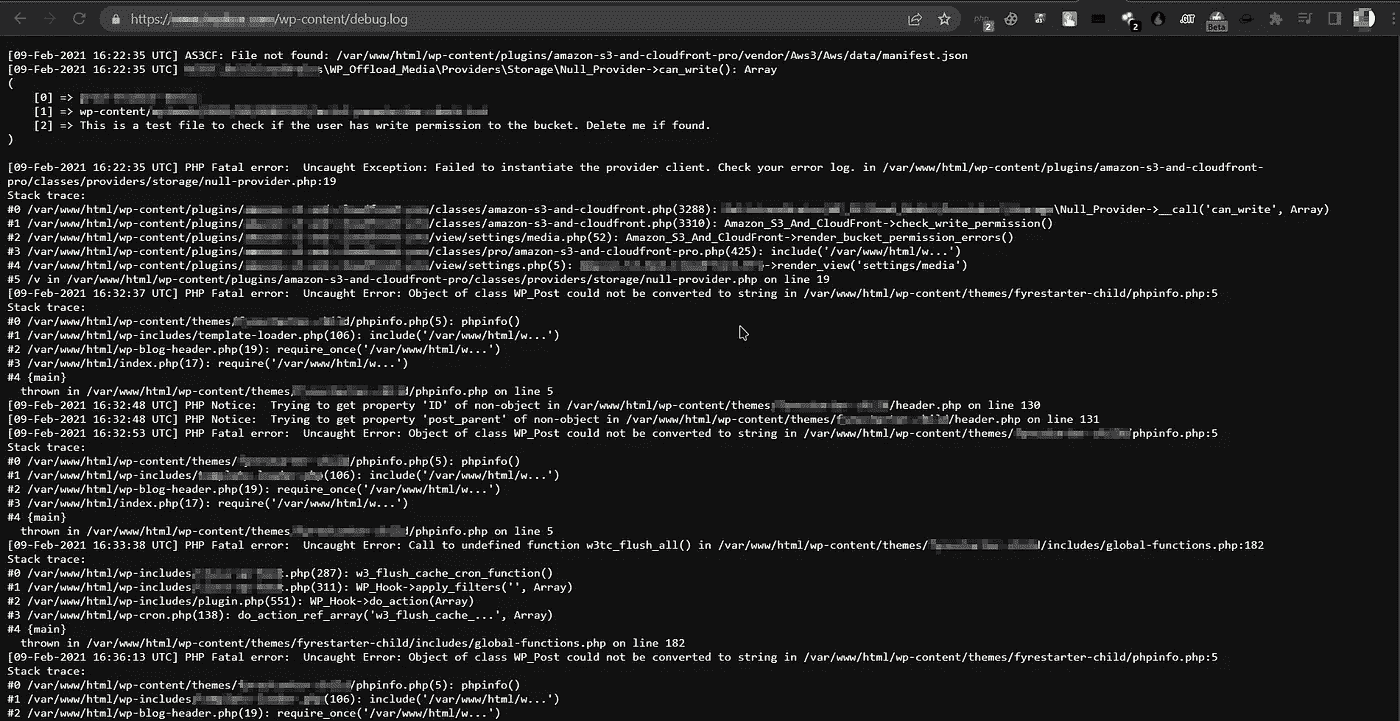 https:// /wp-content/debug.log
php
2
2
.GIT
Beta
[09-Feb-2021 16:22:35 UTC] AS3CF: File not found: /var/www/html/wp-content/plugins/amazon-s3-and-cloudfront-pro/vendor/Aws3/Aws/data/manifest.json
[09-Feb-2021 16:22:35 UTC] s\WP_Offload_Media\Providers\Storage\Null_Provider->can_write(): Array
(
[0] =>
[1] => wp-content/
[2] => This is a test file to check if the user has write permission to the bucket. Delete me if found.
)
[09-Feb-2021 16:22:35 UTC] PHP Fatal error:  Uncaught Exception: Failed to instantiate the provider client. Check your error log. in /var/www/html/wp-content/plugins/amazon-s3-and-cloudfront-
pro/classes/providers/storage/null-provider.php:19
Stack trace:
#0 /var/www/html/wp-content/plugins/ /classes/amazon-s3-and-cloudfront.php(3288): \Null_Provider->__call('can_write', Array)
#1 /var/www/html/wp-content/plugins/ /classes/amazon-s3-and-cloudfront.php(3310): Amazon_S3_And_CloudFront->check_write_permission()
#2 /var/www/html/wp-content/plugins/ /view/settings/media.php(52): Amazon_S3_And_CloudFront->render_bucket_permission_errors()
#3 /var/www/html/wp-content/plugins/ /classes/pro/amazon-s3-and-cloudfront-pro.php(425): include('/var/www/html/w...')
#4 /var/www/html/wp-content/plugins/ /view/settings.php(5): ->render_view('settings/media')
#5 /v in /var/www/html/wp-content/plugins/amazon-s3-and-cloudfront-pro/classes/providers/storage/null-provider.php on line 19
[09-Feb-2021 16:32:37 UTC] PHP Fatal error:  Uncaught Error: Object of class WP_Post could not be converted to string in /var/www/html/wp-content/themes/fyrestarter-child/phpinfo.php:5
Stack trace:
#0 /var/www/html/wp-content/themes/ d/phpinfo.php(5): phpinfo()
#1 /var/www/html/wp-includes/template-loader.php(106): include('/var/www/html/w...')
#2 /var/www/html/wp-blog-header.php(19): require_once('/var/www/html/w...')
#3 /var/www/html/index.php(17): require('/var/www/html/w...')
#4 {main}
thrown in /var/www/html/wp-content/themes d/phpinfo.php on line 5
[09-Feb-2021 16:32:48 UTC] PHP Notice:  Trying to get property 'ID' of non-object in /var/www/html/wp-content/themes /header.php on line 130
[09-Feb-2021 16:32:48 UTC] PHP Notice:  Trying to get property 'post_parent' of non-object in /var/www/html/wp-content/themes/f /header.php on line 131
[09-Feb-2021 16:32:53 UTC] PHP Fatal error:  Uncaught Error: Object of class WP_Post could not be converted to string in /var/www/html/wp-content/themes/ phpinfo.php:5
Stack trace:
#0 /var/www/html/wp-content/themes/ /phpinfo.php(5): phpinfo()
#1 /var/www/html/wp-includes/ (106): include('/var/www/html/w...')
#2 /var/www/html/wp-blog-header.php(19): require_once('/var/www/html/w...')
#3 /var/www/html/index.php(17): require('/var/www/html/w...')
#4 {main}
thrown in /var/www/html/wp-content/themes /phpinfo.php on line 5
[09-Feb-2021 16:33:38 UTC] PHP Fatal error:  Uncaught Error: Call to undefined function w3tc_flush_all() in /var/www/html/wp-content/themes/ /includes/global-functions.php:182
Stack trace:
#0 /var/www/html/wp-includes .php(287): w3_flush_cache_cron_function()
#1 /var/www/html/wp-includes .php(311): WP_Hook->apply_filters('', Array)
#2 /var/www/html/wp-includes/plugin.php(551): WP_Hook->do_action(Array)
#3 /var/www/html/wp-cron.php(138): do_action_ref_array('w3_flush_cache_...', Array)
#4 {main}
thrown in /var/www/html/wp-content/themes/fyrestarter-child/includes/global-functions.php on line 182
[09-Feb-2021 16:36:13 UTC] PHP Fatal error:  Uncaught Error: Object of class WP_Post could not be converted to string in /var/www/html/wp-content/themes/fyrestarter-child/phpinfo.php:5
Stack trace:
#0 /var/www/html/wp-content/themes/ /phpinfo.php(5): phpinfo()
#1 /var/www/html/wp-includes (106): include('/var/www/html/w...')
#2 /var/www/html/wp-blog-header.php(19): require_once('/var/www/html/w...')